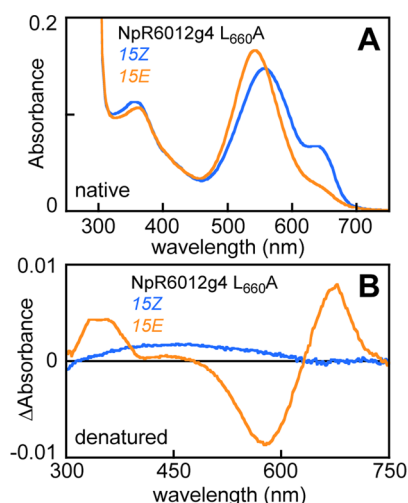 0.2
NpR6012g4 L₆₆₀A
A
15Z
15E
Absorbance
native
0
300 400 500 600 700
wavelength (nm)
0.01
NpR6012g4 L₆₆₀A
B
15Z
15E
ΔAbsorbance
0
denatured
-0.01
300 450 600 750
wavelength (nm)